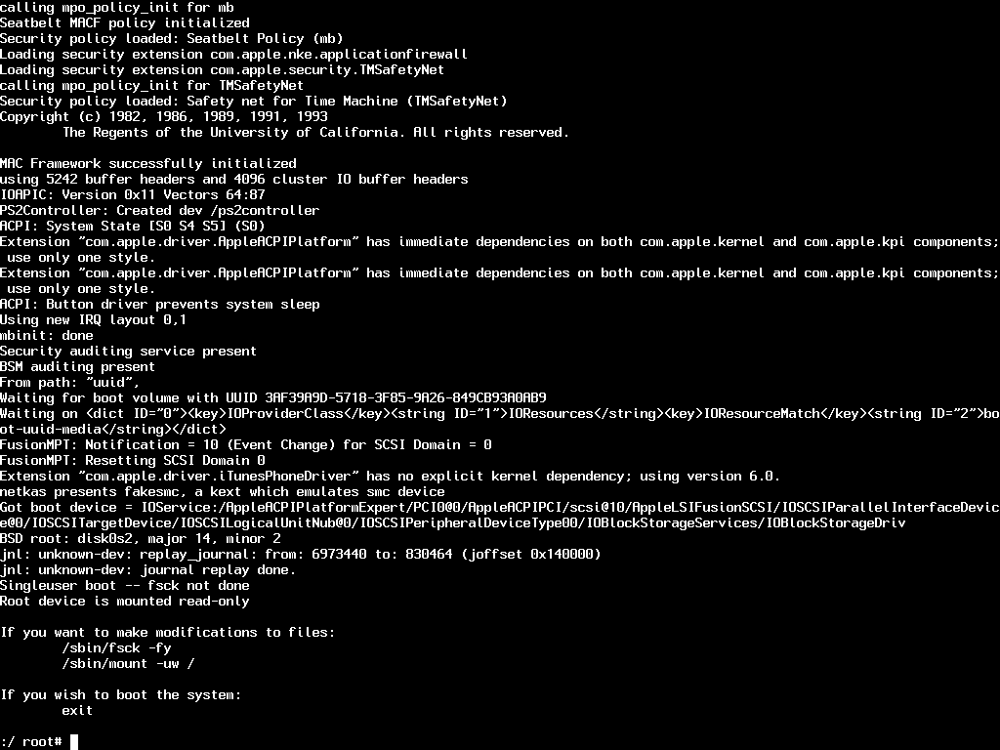 calling mpo_policy_init for mb
Seatbelt MACF policy initialized
Security policy loaded: Seatbelt Policy (mb)
Loading security extension com.apple.nke.applicationfirewall
Loading security extension com.apple.security.TMSafetyNet
calling mpo_policy_init for TMSafetyNet
Security policy loaded: Safety net for Time Machine (TMSafetyNet)
Copyright (c) 1982, 1986, 1989, 1991, 1993
The Regents of the University of California. All rights reserved.
MAC Framework successfully initialized
using 5242 buffer headers and 4096 cluster IO buffer headers
IOAPIC: Version 0x11 Vectors 64:87
PS2Controller: Created dev /ps2controller
ACPI: System State [S0 S4 S5] (S0)
Extension "com.apple.driver.AppleACPIPlatform" has immediate dependencies on both com.apple.kernel and com.apple.kpi components;
use only one style.
Extension "com.apple.driver.AppleACPIPlatform" has immediate dependencies on both com.apple.kernel and com.apple.kpi components;
use only one style.
ACPI: Button driver prevents system sleep
Using new IRQ layout 0,1
mbinit: done
Security auditing service present
BSM auditing present
From path: "uuid",
Waiting for boot volume with UUID 3AF39A9D-5718-3F85-9A26-849CB93A0AB9
Waiting on <dict ID="0"><key>IOProviderClass</key><string ID="1">IOResources</string><key>IOResourceMatch</key><string ID="2">bo
ot-uuid-media</string></dict>
FusionMPT: Notification = 10 (Event Change) for SCSI Domain = 0
FusionMPT: Resetting SCSI Domain 0
Extension "com.apple.driver.iTunesPhoneDriver" has no explicit kernel dependency; using version 6.0.
netkas presents fakesmc, a kext which emulates smc device
Got boot device = IOService:/AppleACPIPlatformExpert/PCI0@0/AppleACPIPCI/scsi@10/AppleLSIFusionSCSI/IOSCSIParallelInterfaceDevic
e@0/IOSCSITargetDevice/IOSCSILogicalUnitNub@0/IOSCSIPeripheralDeviceType00/IOBlockStorageServices/IOBlockStorageDriv
BSD root: disk0s2, major 14, minor 2
jnl: unknown-dev: replay_journal: from: 6973440 to: 830464 (joffset 0x140000)
jnl: unknown-dev: journal replay done.
Singleuser boot -- fsck not done
Root device is mounted read-only
If you want to make modifications to files:
/sbin/fsck -fy
/sbin/mount -uw /
If you wish to boot the system:
exit
:/ root#